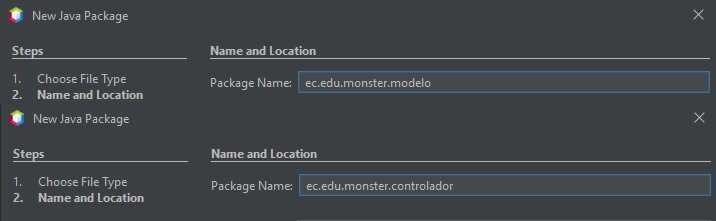 New Java Package
Steps
Name and Location
1. Choose File Type
Package Name: ec.edu.monster.modelo
2. Name and Location
New Java Package
Steps
Name and Location
1. Choose File Type
Package Name: ec.edu.monster.controlador
2. Name and Location